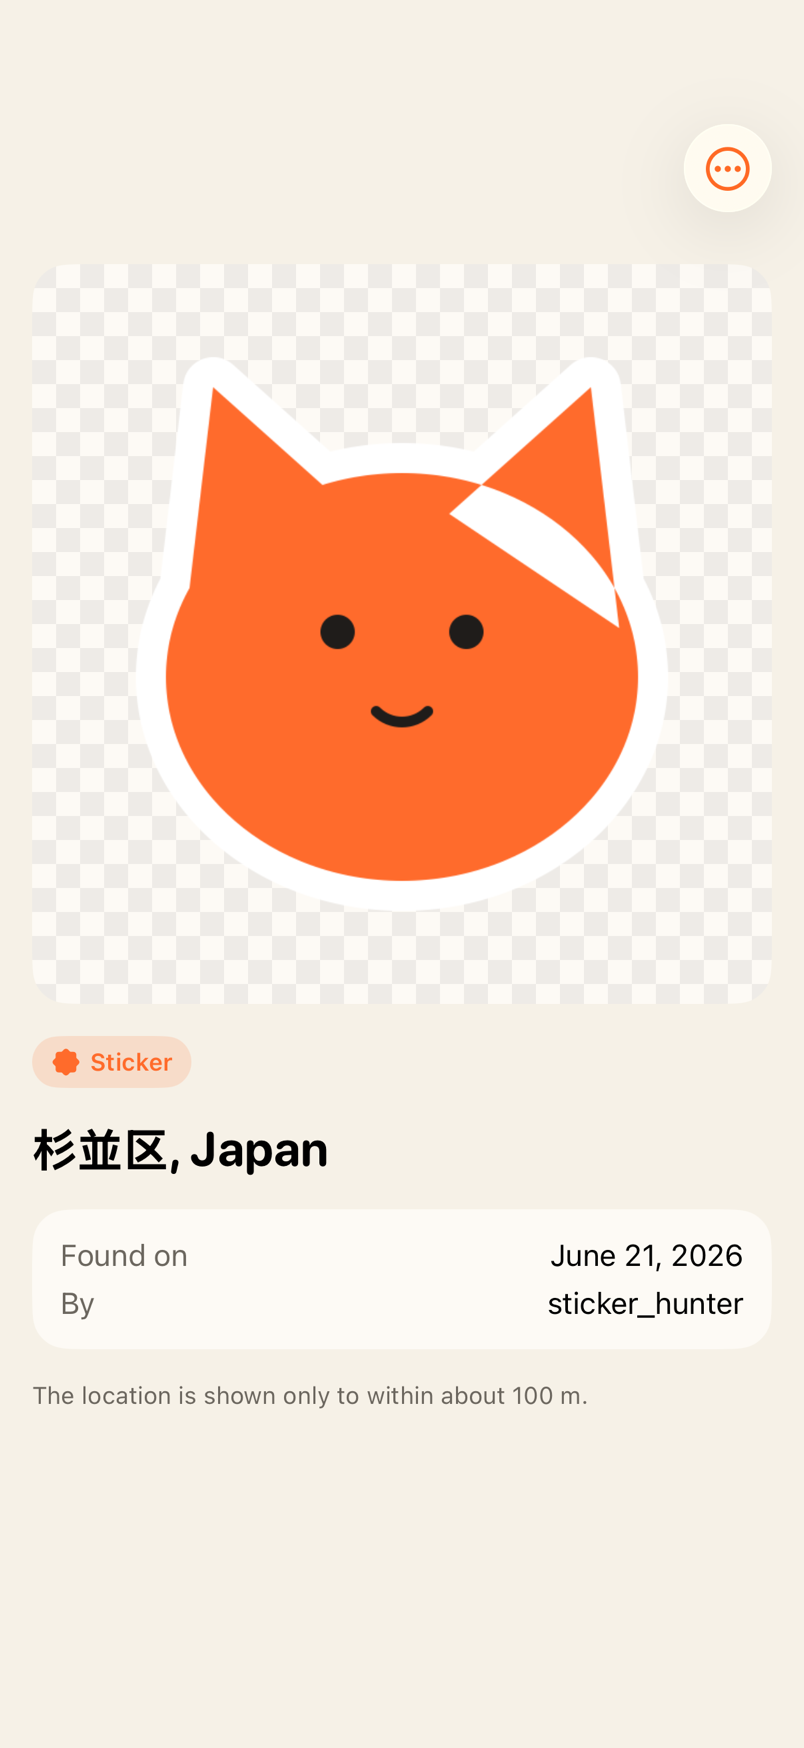 Sticker
杉並区, Japan
Found on June 21, 2026
By sticker_hunter
The location is shown only to within about 100 m.